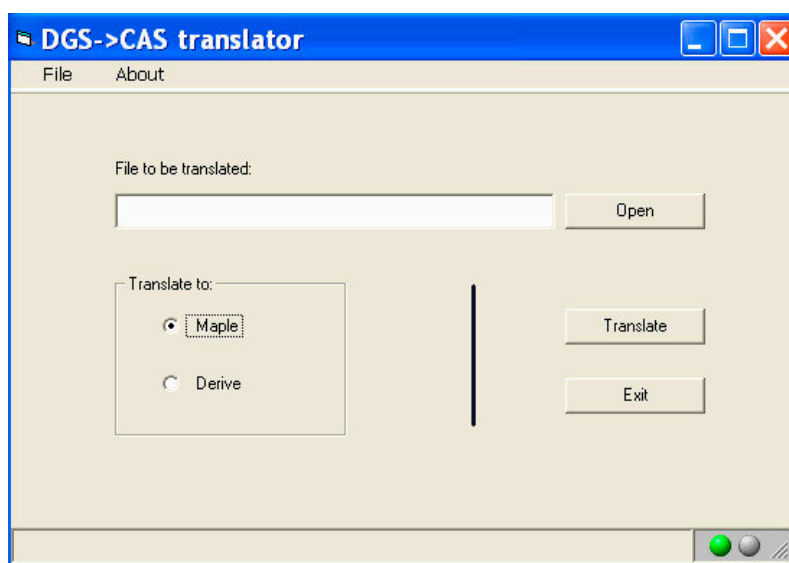 DGS->CAS translator
File About
File to be translated:
Open
Translate to:
Maple
Translate
Derive
Exit